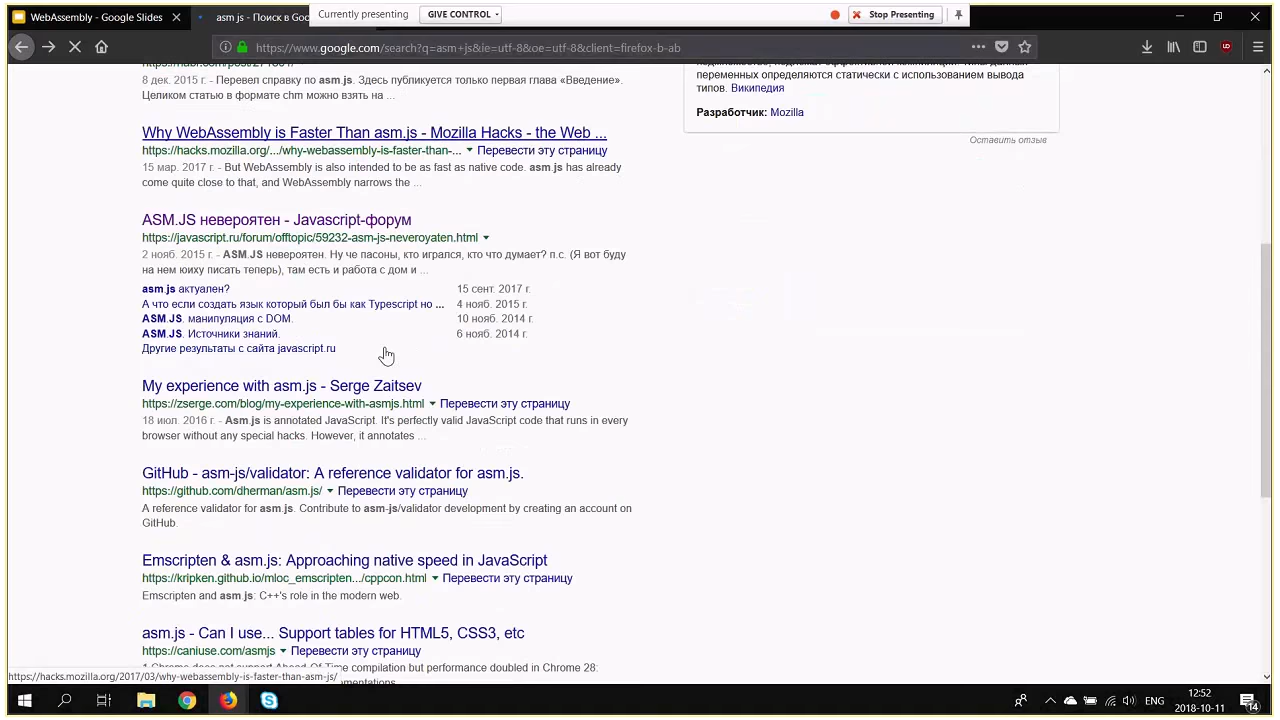 WebAssembly - Google Slides
asm js - Поиск в Goo
Currently presenting
GIVE CONTROL
Stop Presenting
https://www.google.com/search?q=asm+js&ie=utf-8&oe=utf-8&client=firefox-b-ab
8 дек. 2015 г. - Перевел справку по asm.js. Здесь публикуется только первая глава «Введение».
Целиком статью в формате chm можно взять на ...
Why WebAssembly is Faster Than asm.js - Mozilla Hacks - the Web ...
https://hacks.mozilla.org/.../why-webassembly-is-faster-than-... Перевести эту страницу
15 мар. 2017 г. - But WebAssembly is also intended to be as fast as native code. asm.js has already
come quite close to that, and WebAssembly narrows the ...
ASM.JS невероятен - Javascript-форум
https://javascript.ru/forum/offtopic/59232-asm-js-neveroyaten.html
2 нояб. 2015 г. - ASM.JS невероятен. Ну че пасоны, кто игрался, кто что думает? п.с. (Я вот буду
на нем юиху писать теперь), там есть и работа с дом и ...
asm.js актуален? 15 сент. 2017 г.
А что если создать язык который был бы как Typescript но ... 4 нояб. 2015 г.
ASM.JS. манипуляция с DOM. 10 нояб. 2014 г.
ASM.JS. Источники знаний. 6 нояб. 2014 г.
Другие результаты с сайта javascript.ru
My experience with asm.js - Serge Zaitsev
https://zserge.com/blog/my-experience-with-asmjs.html Перевести эту страницу
18 июл. 2016 г. - Asm.js is annotated JavaScript. It's perfectly valid JavaScript code that runs in every
browser without any special hacks. However, it annotates ...
GitHub - asm-js/validator: A reference validator for asm.js.
https://github.com/dherman/asm.js/ Перевести эту страницу
A reference validator for asm.js. Contribute to asm-js/validator development by creating an account on
GitHub.
Emscripten & asm.js: Approaching native speed in JavaScript
https://kripken.github.io/mloc_emscripten.../cppcon.html Перевести эту страницу
Emscripten and asm.js: C++'s role in the modern web.
asm.js - Can I use... Support tables for HTML5, CSS3, etc
https://caniuse.com/asmjs Перевести эту страницу
1 Chrome does not support Ahead-Of-Time compilation but performance doubled in Chrome 28:
переменных определяются статически с использованием вывода
типов. Википедия
Разработчик: Mozilla
Оставить отзыв
https://hacks.mozilla.org/2017/03/why-webassembly-is-faster-than-asm-js/
ENG
12:52
2018-10-11
14